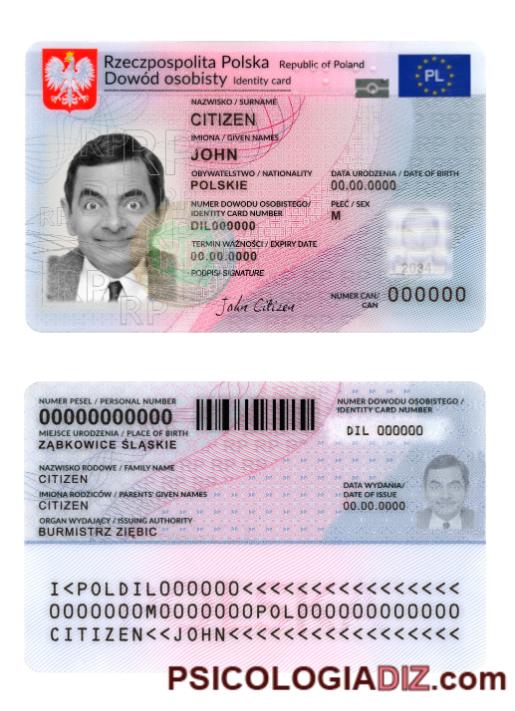 Rzeczpospolita Polska Republic of Poland
Dowód osobisty Identity card
PL
NAZWISKO / SURNAME
CITIZEN
IMIONA / GIVEN NAMES
JOHN
OBYWATELSTWO / NATIONALITY
POLSKIE
DATA URODZENIA / DATE OF BIRTH
00.00.0000
NUMER DOWODU OSOBISTEGO/
IDENTITY CARD NUMBER
DIL000000
PŁEĆ / SEX
M
TERMIN WAŻNOŚCI / EXPIRY DATE
00.00.0000
PODPIS/ SIGNATURE
John Citizen
NUMER CAN/
CAN
000000
NUMER PESEL / PERSONAL NUMBER
00000000000
MIEJSCE URODZENIA / PLACE OF BIRTH
ZĄBKOWICE ŚLĄSKIE
NUMER DOWODU OSOBISTEGO /
IDENTITY CARD NUMBER
DIL 000000
NAZWISKO RODOWE / FAMILY NAME
CITIZEN
IMIONA RODZICÓW / PARENTS' GIVEN NAMES
CITIZEN
ORGAN WYDAJĄCY / ISSUING AUTHORITY
BURMISTRZ ZIĘBIC
DATA WYDANIA/
DATE OF ISSUE
00.00.0000
I<POLDIL000000<<<<<<<<<<<<<<<<
0000000M0000000POL000000000000
CITIZEN<<JOHN<<<<<<<<<<<<<<<<<
PSICOLOGIADIZ.com